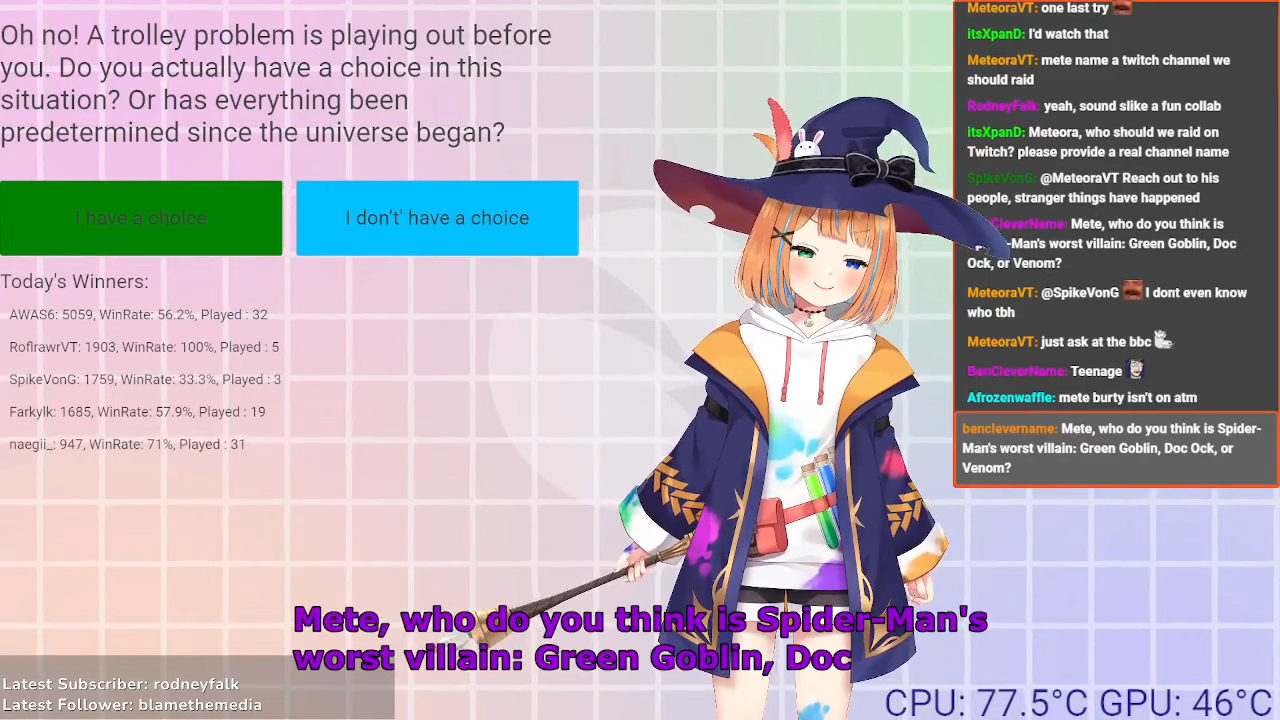 Oh no! A trolley problem is playing out before
you. Do you actually have a choice in this
situation? Or has everything been
predetermined since the universe began?
I have a choice
I don't' have a choice
Today's Winners:
AWAS6: 5059, WinRate: 56.2%, Played : 32
RoflrawrVT: 1903, WinRate: 100%, Played : 5
SpikeVonG: 1759, WinRate: 33.3%, Played : 3
Farkylk: 1685, WinRate: 57.9%, Played : 19
naegii_: 947, WinRate: 71%, Played : 31
MeteoraVT: one last try
itsXpanD: I'd watch that
MeteoraVT: mete name a twitch channel we
should raid
RodneyFalk: yeah, sound slike a fun collab
itsXpanD: Meteora, who should we raid on
Twitch? please provide a real channel name
SpikeVonG: @MeteoraVT Reach out to his
people, stranger things have happened
CleverName: Mete, who do you think is
-Man's worst villain: Green Goblin, Doc
Ock, or Venom?
MeteoraVT: @SpikeVonG I dont even know
who tbh
MeteoraVT: just ask at the bbc
BenCleverName: Teenage
Afrozenwaffle: mete burty isn't on atm
benclevername: Mete, who do you think is Spider-
Man's worst villain: Green Goblin, Doc Ock, or
Venom?
Mete, who do you think is Spider-Man's
worst villain: Green Goblin, Doc
Latest Subscriber: rodneyfalk
Latest Follower: blamethemedia
CPU: 77.5°C GPU: 46°C